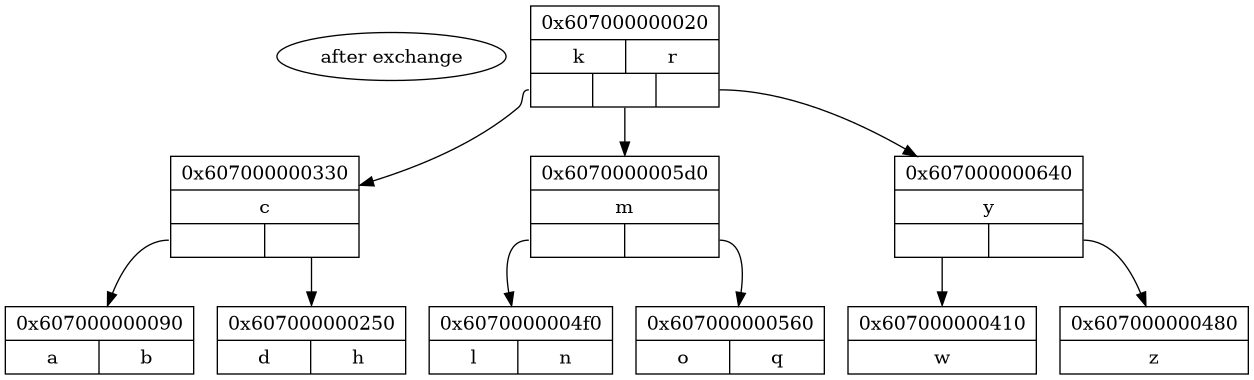 0x607000000020
after exchange
k r
0x607000000330
0x6070000005d0
0x607000000640
c
m
y
0x607000000090
0x607000000250
0x6070000004f0
0x607000000560
0x607000000410
0x607000000480
a b
d h
l n
o q
w
z